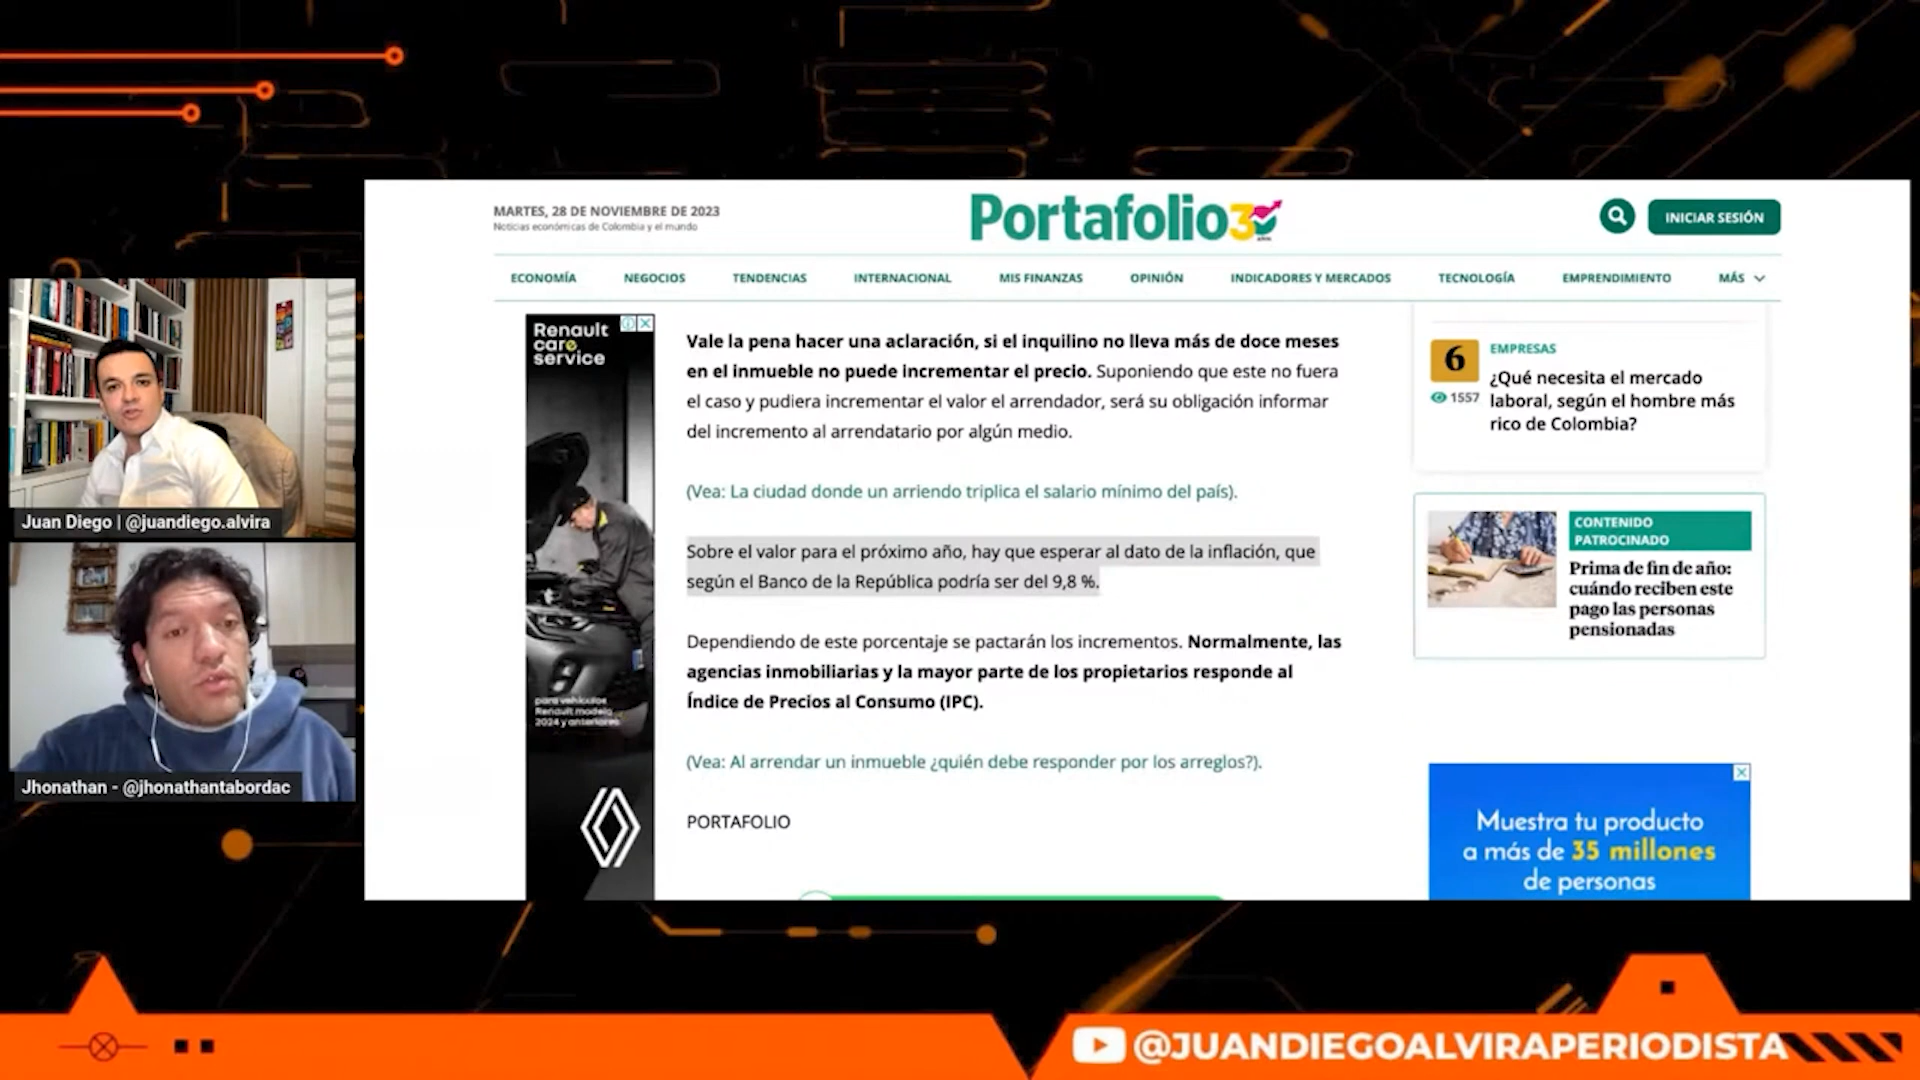 MARTES, 28 DE NOVIEMBRE DE 2023
Noticias económicas de Colombia y el mundo
Portafolio
INICIAR SESIÓN
ECONOMÍA
NEGOCIOS
TENDENCIAS
INTERNACIONAL
MIS FINANZAS
OPINIÓN
INDICADORES Y MERCADOS
TECNOLOGÍA
EMPRENDIMIENTO
MÁS
Renault
care
service
para vehículos
Renault modelo
2024 y anteriores
Vale la pena hacer una aclaración, si el inquilino no lleva más de doce meses
en el inmueble no puede incrementar el precio. Suponiendo que este no fuera
el caso y pudiera incrementar el valor el arrendador, será su obligación informar
del incremento al arrendatario por algún medio.
(Vea: La ciudad donde un arriendo triplica el salario mínimo del país).
Sobre el valor para el próximo año, hay que esperar al dato de la inflación, que
según el Banco de la República podría ser del 9,8 %.
Dependiendo de este porcentaje se pactarán los incrementos. Normalmente, las
agencias inmobiliarias y la mayor parte de los propietarios responde al
Índice de Precios al Consumo (IPC).
(Vea: Al arrendar un inmueble ¿quién debe responder por los arreglos?).
PORTAFOLIO
6
1557
EMPRESAS
¿Qué necesita el mercado
laboral, según el hombre más
rico de Colombia?
CONTENIDO
PATROCINADO
Prima de fin de año:
cuándo reciben este
pago las personas
pensionadas
Muestra tu producto
a más de 35 millones
de personas
Juan Diego | @juandiego.alvira
Jhonathan - @jhonathantabordac
@JUANDIEGOALVIRAPERIODISTA